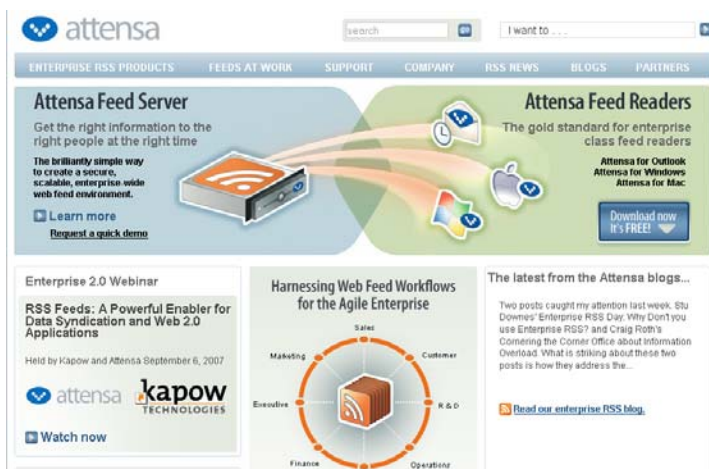 attensa
search
GO
I want to . . .
ENTERPRISE RSS PRODUCTS FEEDS AT WORK SUPPORT COMPANY RSS NEWS BLOGS PARTNERS
Attensa Feed Server
Get the right information to the
right people at the right time
The brilliantly simple way
to create a secure,
scalable, enterprise-wide
web feed environment.
Learn more
Request a quick demo
Attensa Feed Readers
The gold standard for enterprise
class feed readers
Attensa for Outlook
Attensa for Windows
Attensa for Mac
Download now
It's FREE!
Enterprise 2.0 Webinar
RSS Feeds: A Powerful Enabler for
Data Syndication and Web 2.0
Applications
Held by Kapow and Attensa September 6, 2007
attensa kapow
TECHNOLOGIES
Watch now
Harnessing Web Feed Workflows
for the Agile Enterprise
Sales
Marketing Customer
Executive R & D
Finance Operations
The latest from the Attensa blogs...
Two posts caught my attention last week. Stu
Downes' Enterprise RSS Day. Why Don't you
use Enterprise RSS? and Craig Roth's
Cornering the Corner Office about Information
Overload. What is striking about these two
posts is how they address the...
Read our enterprise RSS blog.